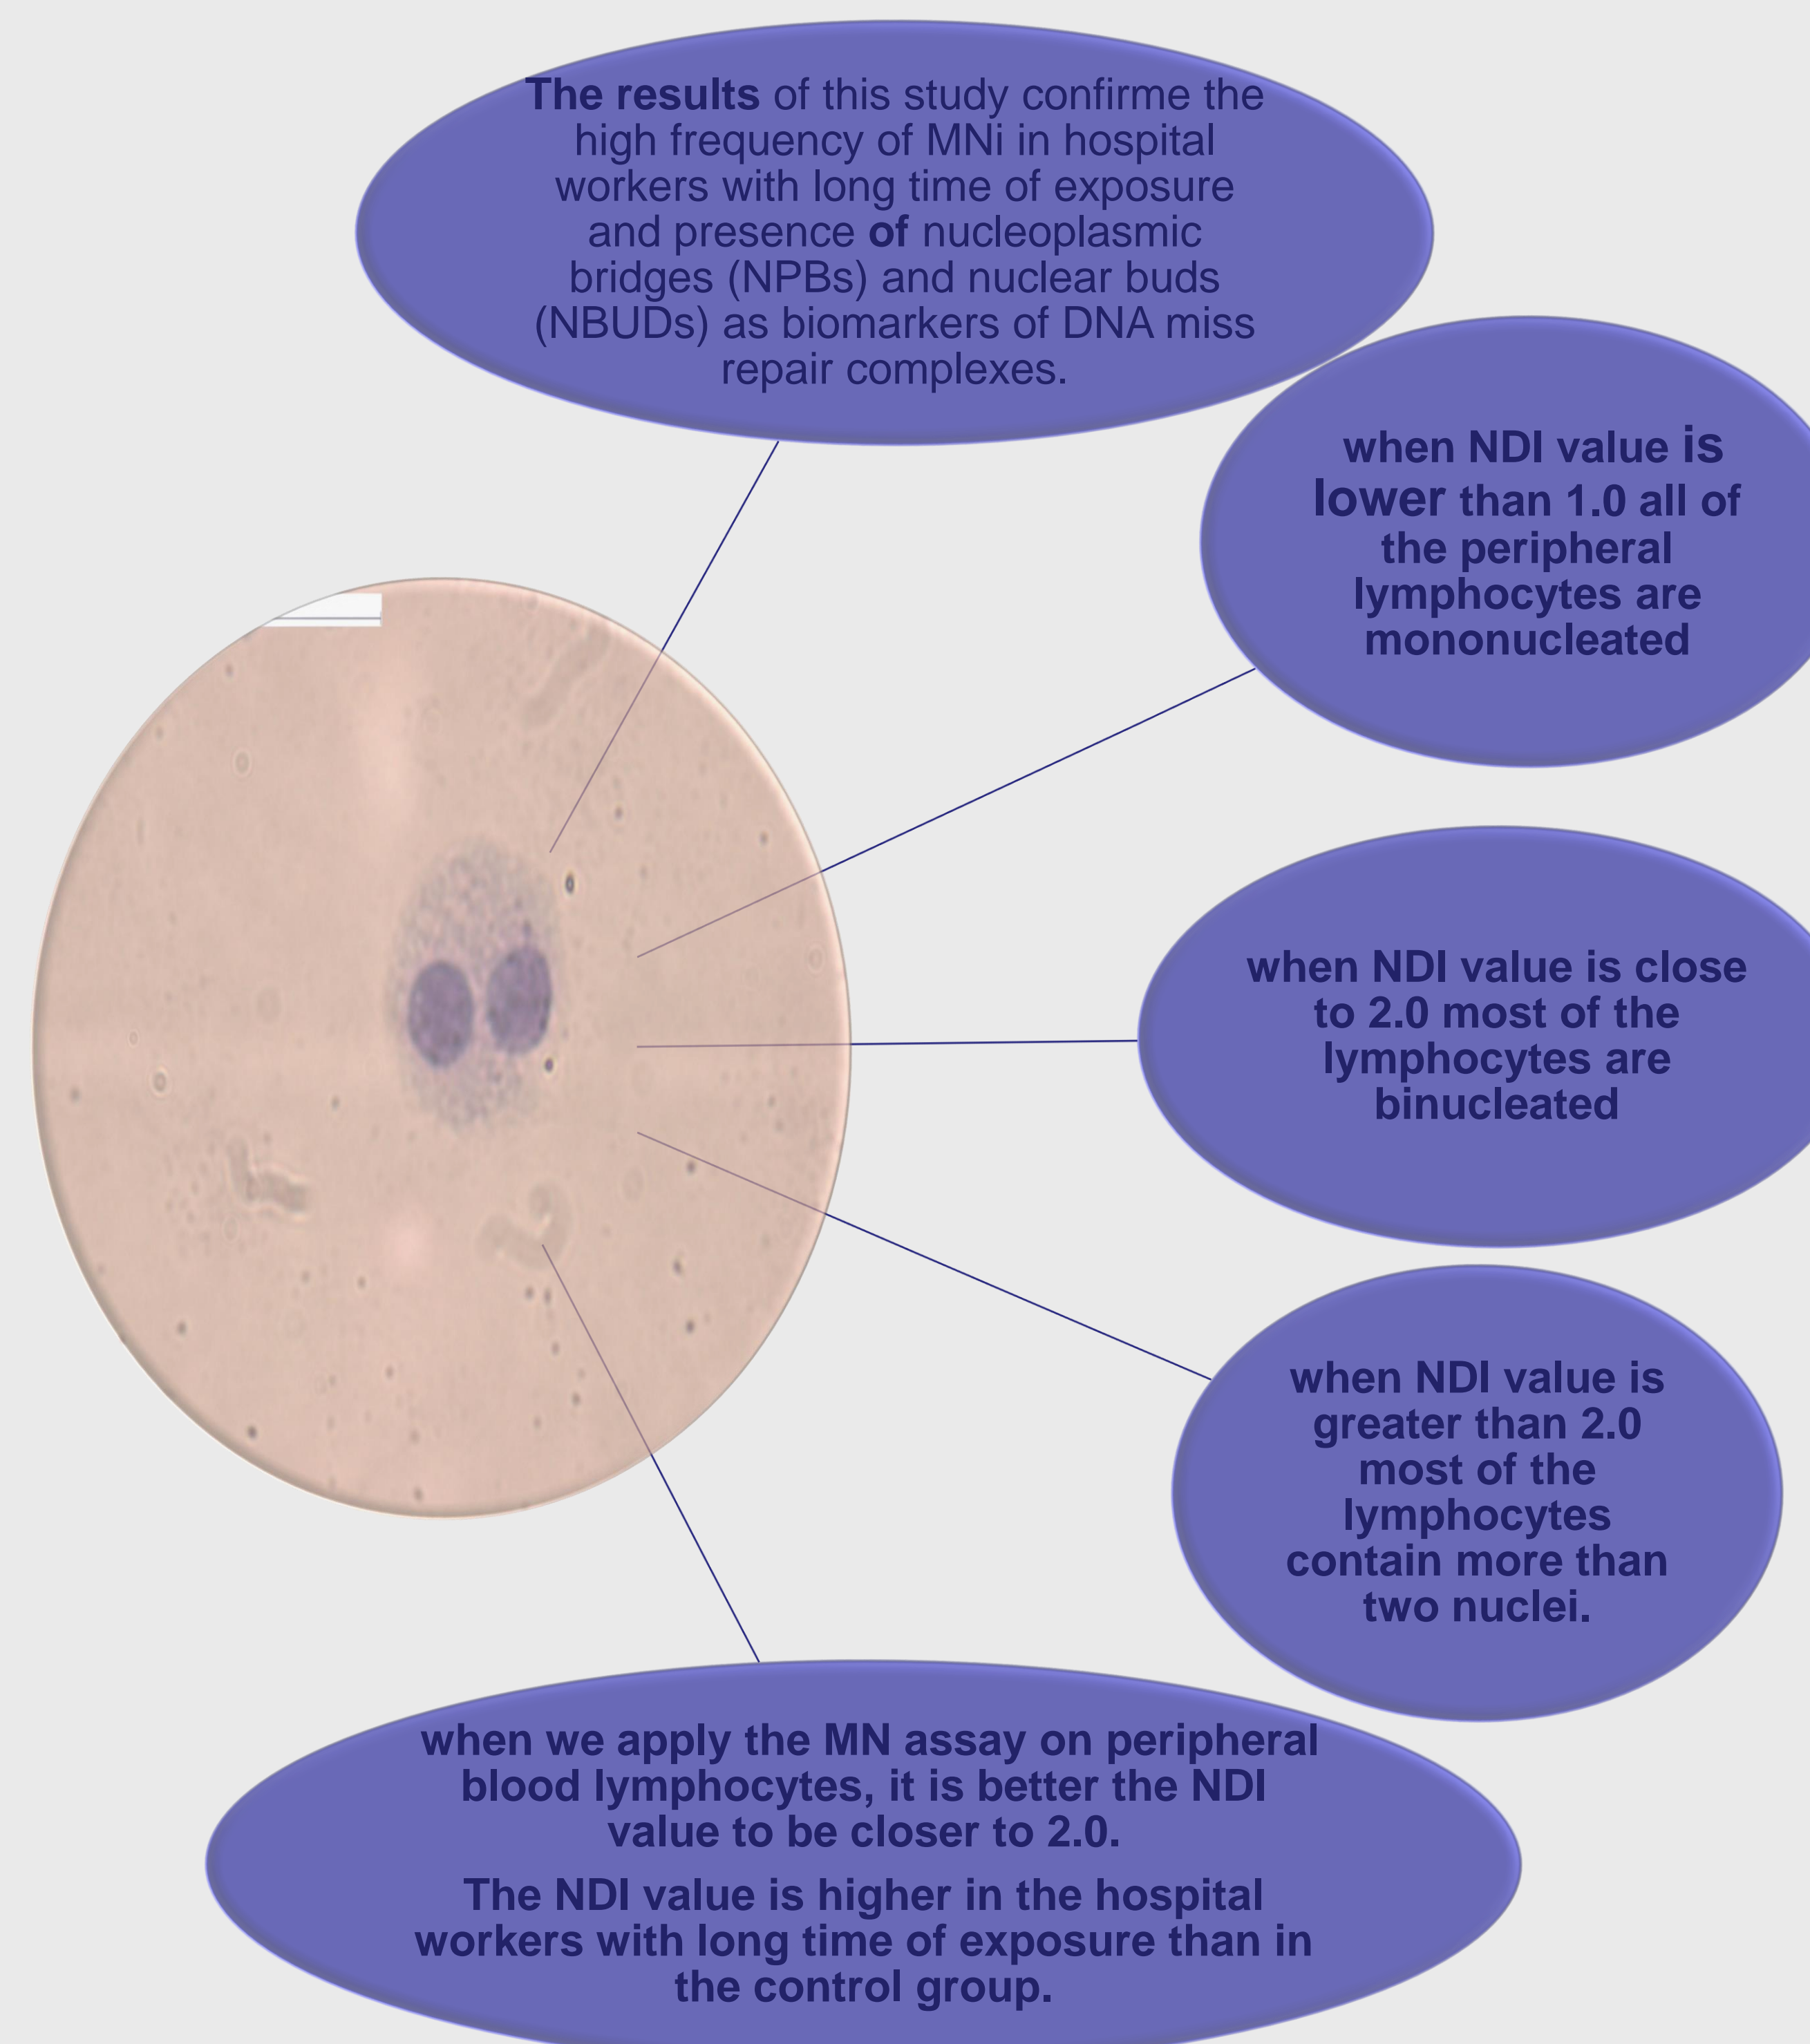 The results of this study confirme the
high frequency of MNi in hospital
workers with long time of exposure
and presence of nucleoplasmic
bridges (NPBs) and nuclear buds
(NBUDs) as biomarkers of DNA miss
repair complexes.
when NDI value is
lower than 1.0 all of
the peripheral
lymphocytes are
mononucleated
when NDI value is close
to 2.0 most of the
lymphocytes are
binucleated
when NDI value is
greater than 2.0
most of the
lymphocytes
contain more than
two nuclei.
when we apply the MN assay on peripheral
blood lymphocytes, it is better the NDI
value to be closer to 2.0.
The NDI value is higher in the hospital
workers with long time of exposure than in
the control group.